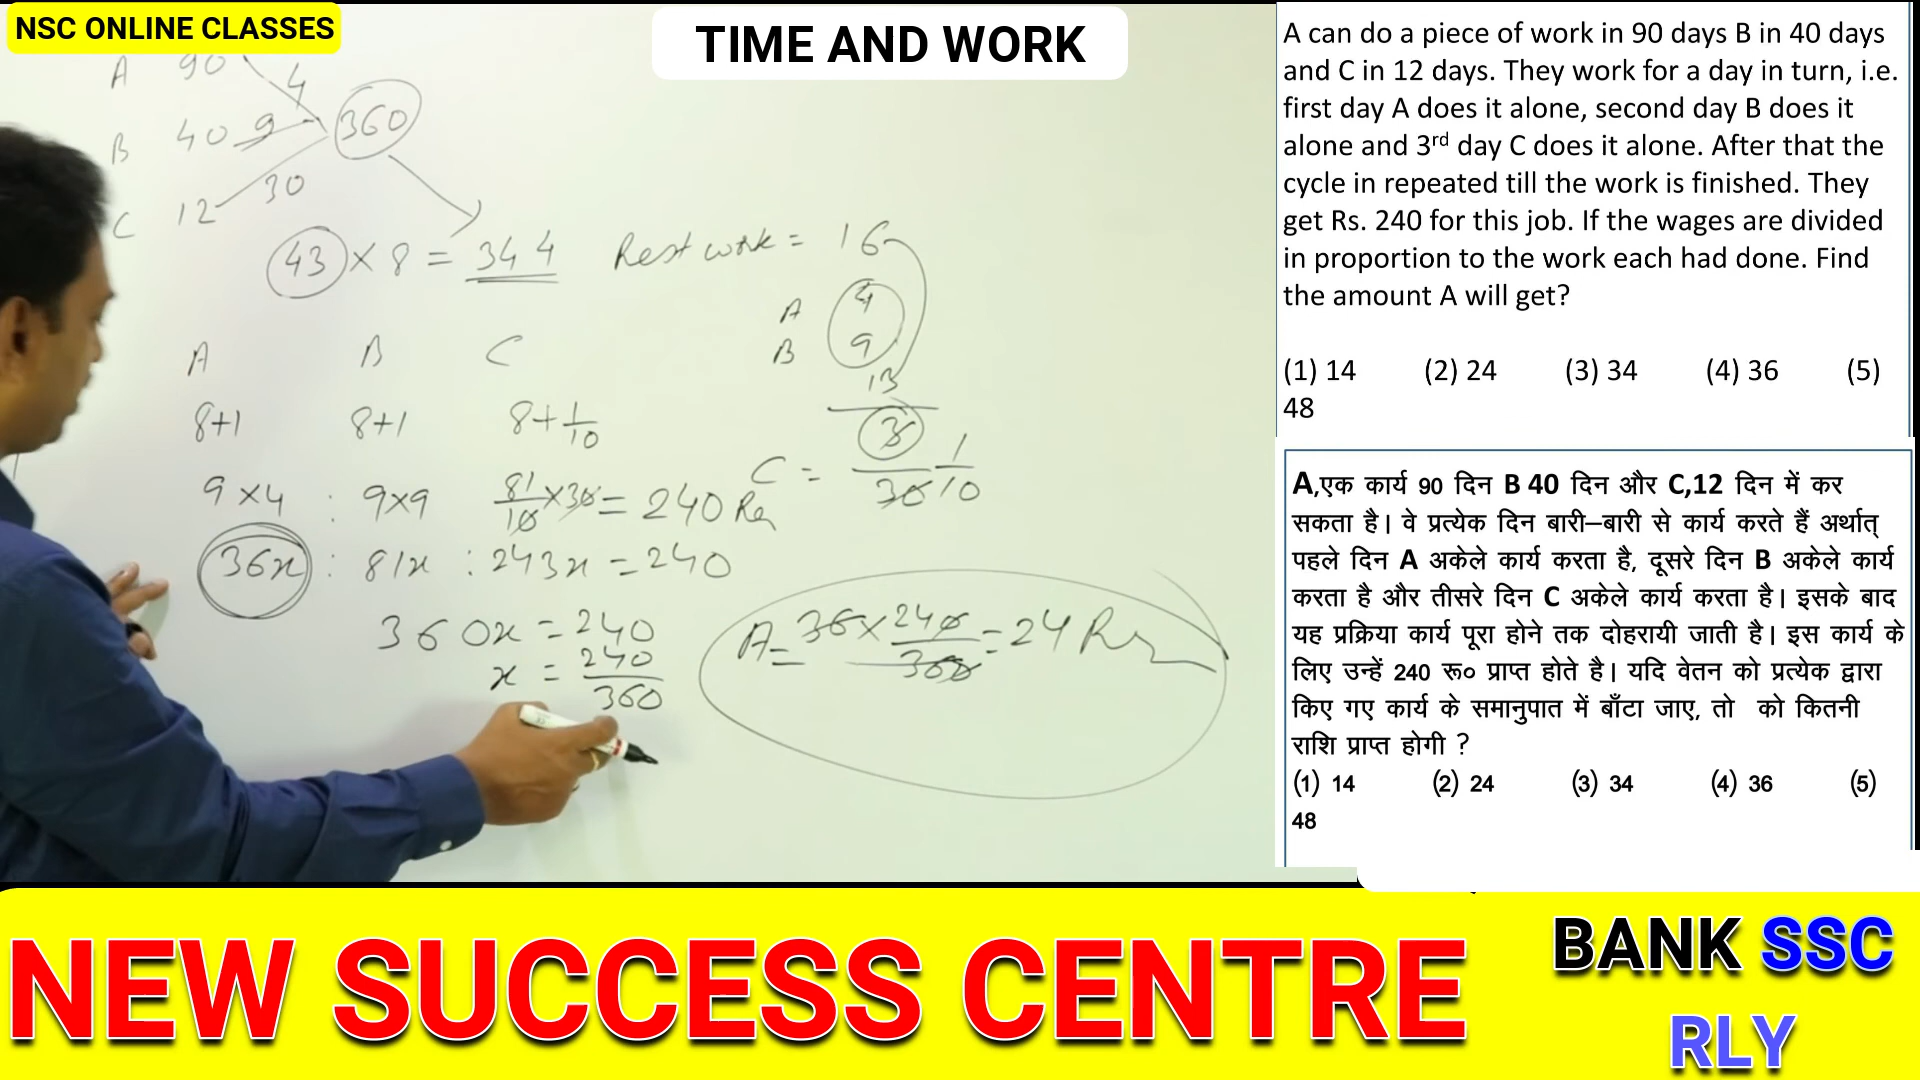 NSC ONLINE CLASSES
TIME AND WORK
A 90 4
B 40 9 360
C 12 30
43 × 8 = 344 Rest work = 16
A 4
B 9
13
3
A B C
8+1 8+1 8+1/10
C = 3/30 1/10
9×4 : 9×9 81/10×30 = 240 Rs
36x : 81x : 243x = 240
360x = 240
x = 240/360
A = 36×240/360 = 24 Rs
A can do a piece of work in 90 days B in 40 days
and C in 12 days. They work for a day in turn, i.e.
first day A does it alone, second day B does it
alone and 3rd day C does it alone. After that the
cycle in repeated till the work is finished. They
get Rs. 240 for this job. If the wages are divided
in proportion to the work each had done. Find
the amount A will get?
(1) 14 (2) 24 (3) 34 (4) 36 (5)
48
A,एक कार्य 90 दिन B 40 दिन और C,12 दिन में कर
सकता है। वे प्रत्येक दिन बारी–बारी से कार्य करते हैं अर्थात्
पहले दिन A अकेले कार्य करता है, दूसरे दिन B अकेले कार्य
करता है और तीसरे दिन C अकेले कार्य करता है। इसके बाद
यह प्रक्रिया कार्य पूरा होने तक दोहरायी जाती है। इस कार्य के
लिए उन्हें 240 रू० प्राप्त होते है। यदि वेतन को प्रत्येक द्वारा
किए गए कार्य के समानुपात में बाँटा जाए, तो को कितनी
राशि प्राप्त होगी ?
(1) 14 (2) 24 (3) 34 (4) 36 (5)
48
NEW SUCCESS CENTRE
BANK SSC
RLY